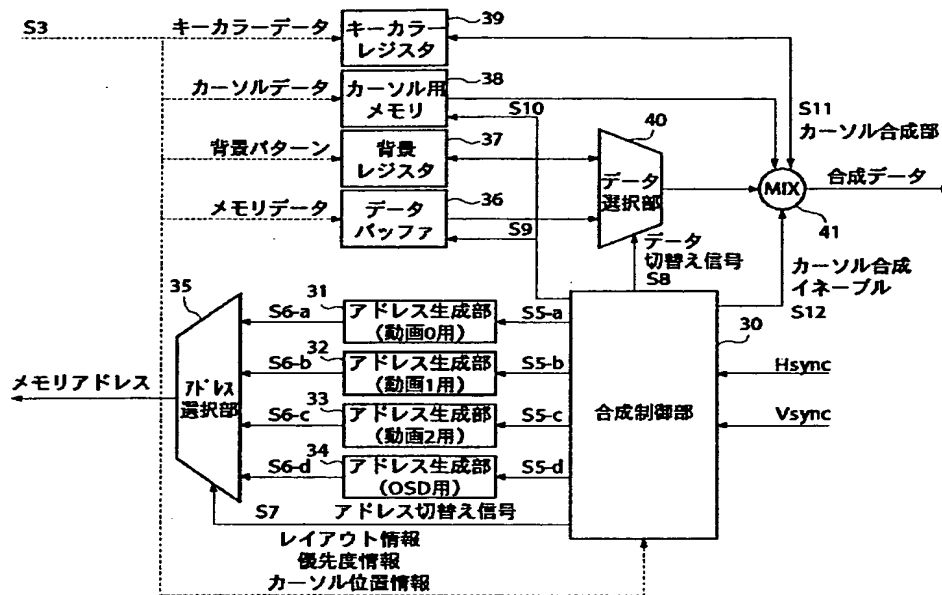 S3
キーカラーデータ
キーカラー
レジスタ
39
カーソルデータ
カーソル用
メモリ
38
S10
S11
カーソル合成部
背景パターン
背景
レジスタ
37
40
データ
選択部
MIX
41
合成データ
メモリデータ
データ
バッファ
36
S9
データ
切替え信号
S8
カーソル合成
イネーブル
S12
35
アドレス
選択部
メモリアドレス
S6-a
31
アドレス生成部
(動画0用)
S5-a
S6-b
32
アドレス生成部
(動画1用)
S5-b
S6-c
33
アドレス生成部
(動画2用)
S5-c
S6-d
34
アドレス生成部
(OSD用)
S5-d
30
合成制御部
Hsync
Vsync
S7
アドレス切替え信号
レイアウト情報
優先度情報
カーソル位置情報